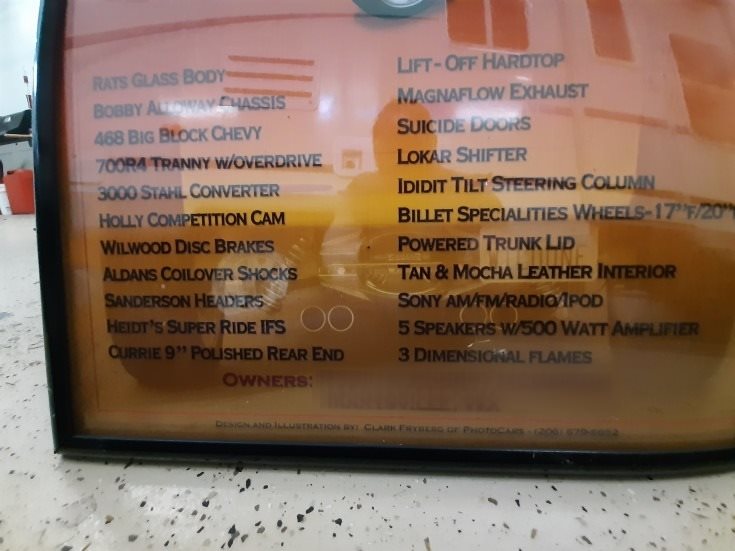 RATS GLASS BODY
BOBBY ALLOWAY CHASSIS
468 BIG BLOCK CHEVY
700R4 TRANNY W/OVERDRIVE
3000 STAHL CONVERTER
HOLLY COMPETITION CAM
WILWOOD DISC BRAKES
ALDANS COILOVER SHOCKS
SANDERSON HEADERS
HEIDT'S SUPER RIDE IFS
CURRIE 9" POLISHED REAR END
LIFT-OFF HARDTOP
MAGNAFLOW EXHAUST
SUICIDE DOORS
LOKAR SHIFTER
IDIDIT TILT STEERING COLUMN
BILLET SPECIALITIES WHEELS-17"F/20"
POWERED TRUNK LID
TAN & MOCHA LEATHER INTERIOR
SONY AM/FM/RADIO/IPOD
5 SPEAKERS W/500 WATT AMPLIFIER
3 DIMENSIONAL FLAMES
OWNERS:
DESIGN AND ILLUSTRATION BY: CLARK FRYBERG OF PHOTOCARS - (206)